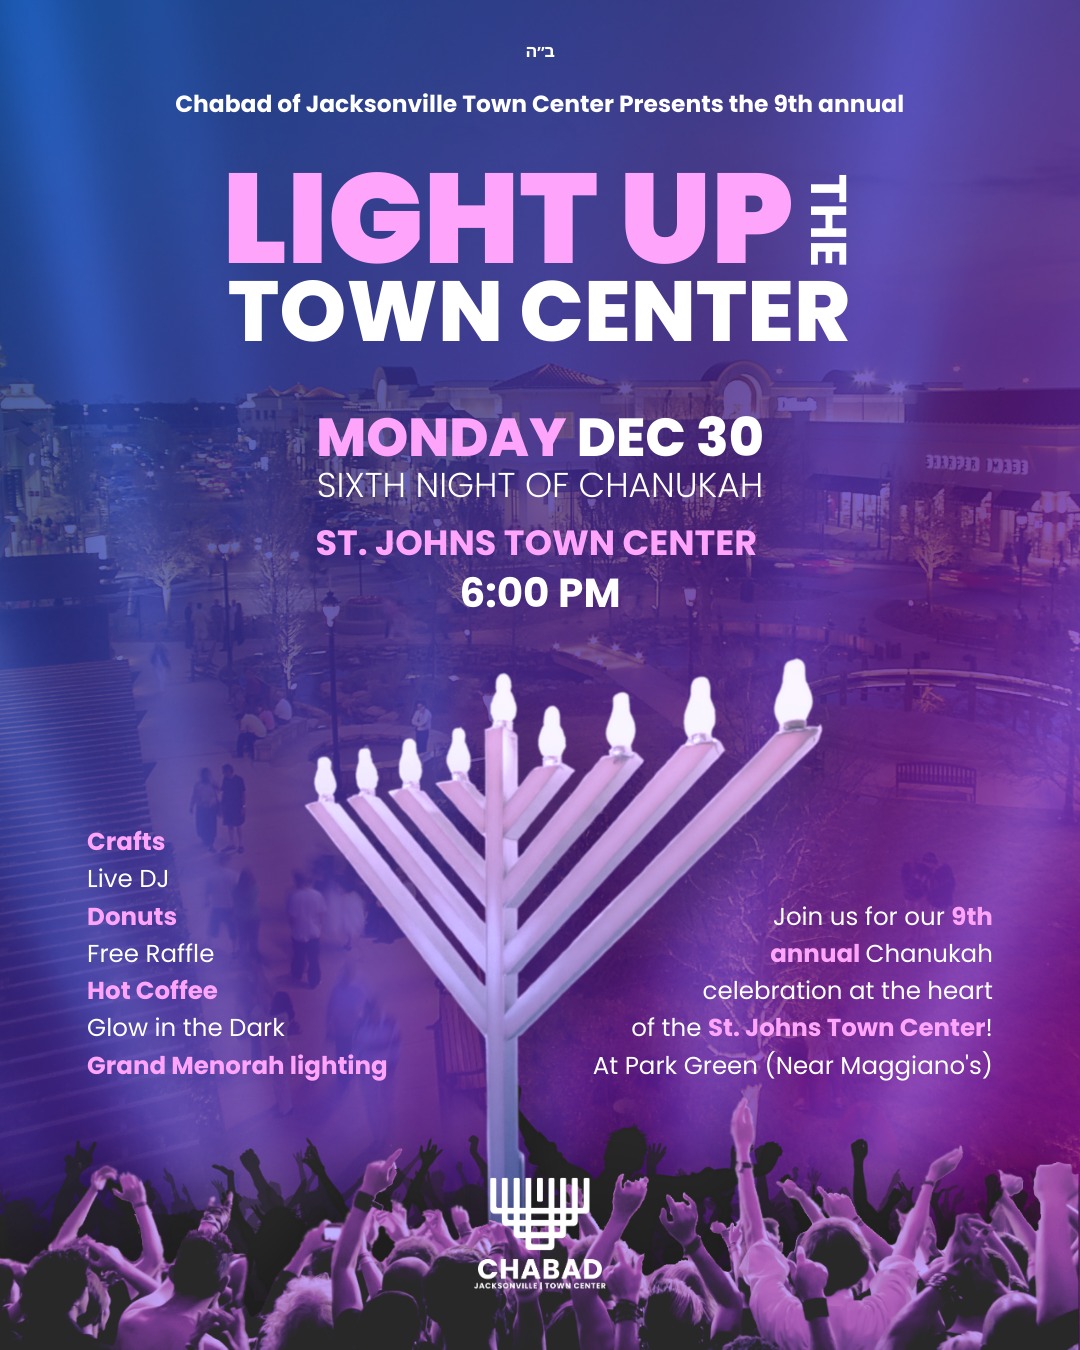 ב״ה
Chabad of Jacksonville Town Center Presents the 9th annual
LIGHT UP THE
TOWN CENTER
MONDAY DEC 30
SIXTH NIGHT OF CHANUKAH
ST. JOHNS TOWN CENTER
6:00 PM
Crafts
Live DJ
Donuts
Free Raffle
Hot Coffee
Glow in the Dark
Grand Menorah lighting
Join us for our 9th
annual Chanukah
celebration at the heart
of the St. Johns Town Center!
At Park Green (Near Maggiano's)
CHABAD
JACKSONVILLE | TOWN CENTER